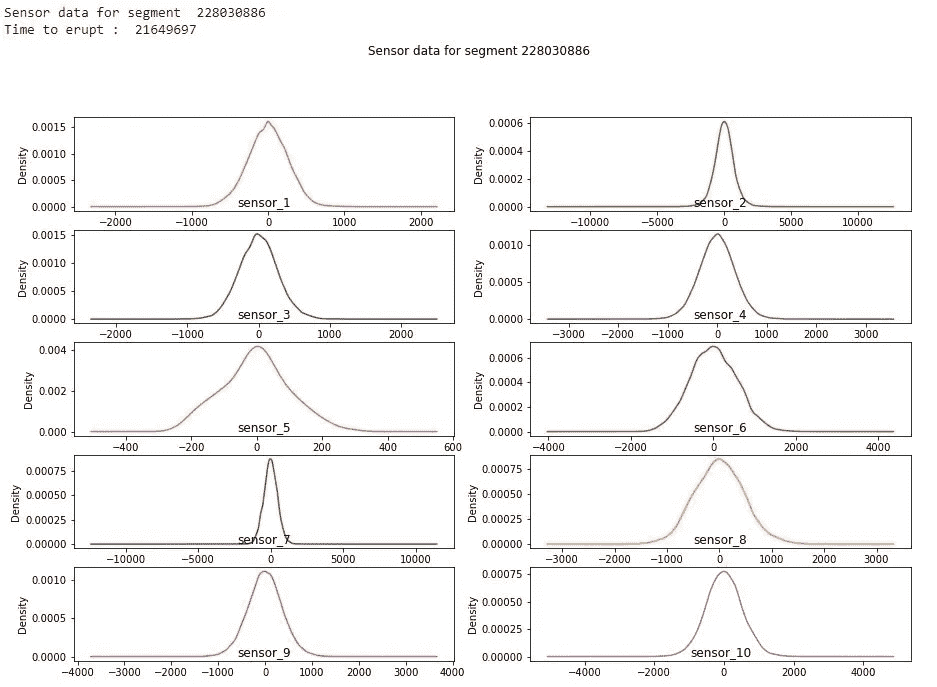 Sensor data for segment 228030886
Time to erupt : 21649697
Sensor data for segment 228030886
0.0015
0.0010
0.0005
0.0000
Density
sensor_1
−2000 −1000 0 1000 2000
0.0006
0.0004
0.0002
0.0000
Density
sensor_2
−10000 −5000 0 5000 10000
0.0015
0.0010
0.0005
0.0000
Density
sensor_3
−2000 −1000 0 1000 2000
0.0010
0.0005
0.0000
Density
sensor_4
−3000 −2000 −1000 0 1000 2000 3000
0.004
0.002
0.000
Density
sensor_5
−400 −200 0 200 400 600
0.0006
0.0004
0.0002
0.0000
Density
sensor_6
−4000 −2000 0 2000 4000
0.00075
0.00050
0.00025
0.00000
Density
sensor_7
−10000 −5000 0 5000 10000
0.00075
0.00050
0.00025
0.00000
Density
sensor_8
−3000 −2000 −1000 0 1000 2000 3000
0.0010
0.0005
0.0000
Density
sensor_9
−4000 −3000 −2000 −1000 0 1000 2000 3000 4000
0.00075
0.00050
0.00025
0.00000
Density
sensor_10
−4000 −2000 0 2000 4000